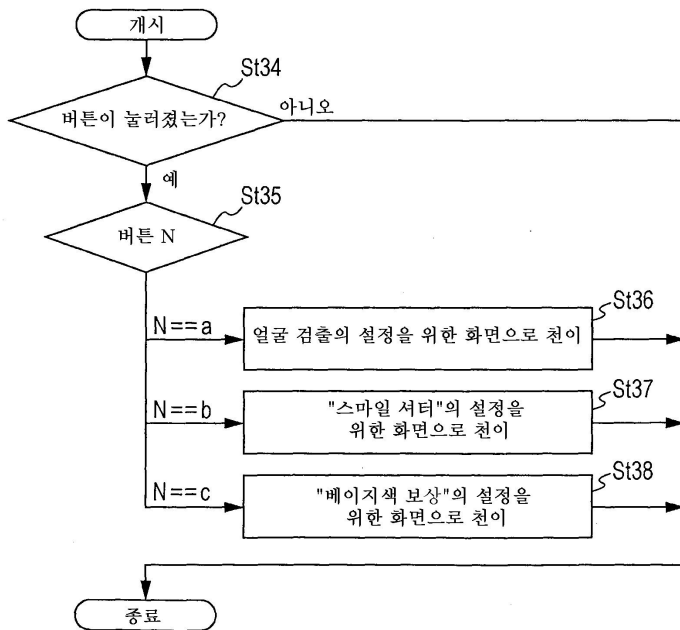 개시
St34
버튼이 눌러졌는가?
아니오
예
St35
버튼 N
St36
N==a
얼굴 검출의 설정을 위한 화면으로 천이
St37
N==b
"스마일 셔터"의 설정을
위한 화면으로 천이
St38
N==c
"베이지색 보상"의 설정을
위한 화면으로 천이
종료